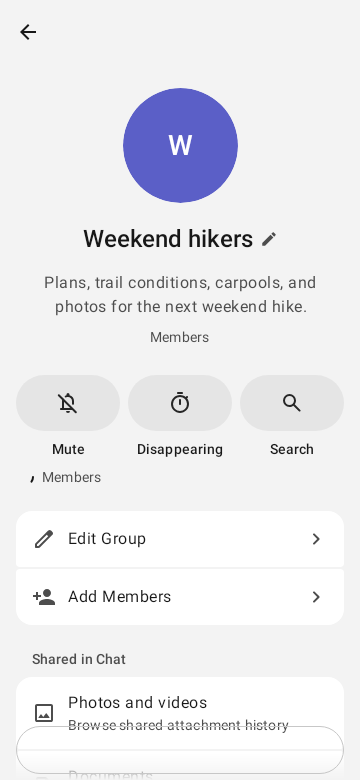 W
Weekend hikers
Plans, trail conditions, carpools, and
photos for the next weekend hike.
Members
Mute
Disappearing
Search
Members
Edit Group
Add Members
Shared in Chat
Photos and videos
Browse shared attachment history
Documents